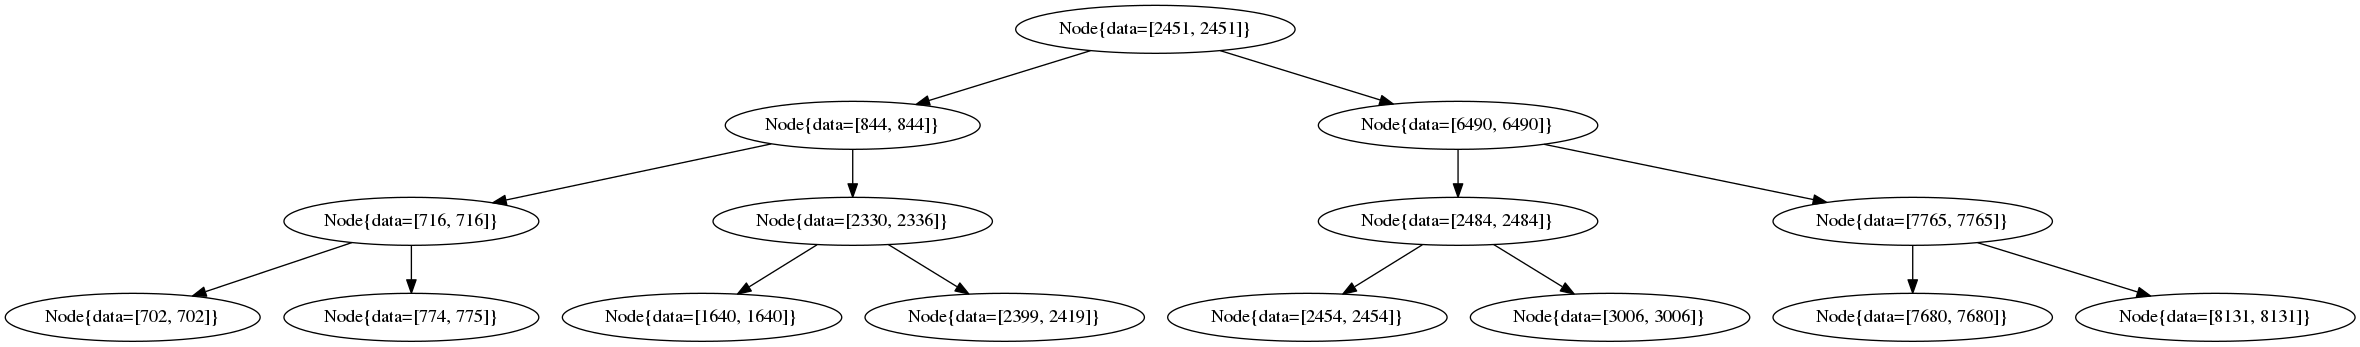 Node{data=[2451, 2451]}
Node{data=[844, 844]}
Node{data=[6490, 6490]}
Node{data=[716, 716]}
Node{data=[2330, 2336]}
Node{data=[2484, 2484]}
Node{data=[7765, 7765]}
Node{data=[702, 702]}
Node{data=[774, 775]}
Node{data=[1640, 1640]}
Node{data=[2399, 2419]}
Node{data=[2454, 2454]}
Node{data=[3006, 3006]}
Node{data=[7680, 7680]}
Node{data=[8131, 8131]}